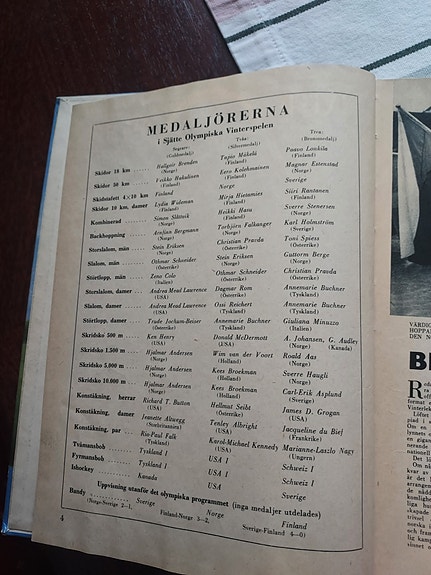 MEDALJÖRERNA
i Sjätte Olympiska Vinterspelen
Segrare: Tvåa: Trea:
(Guldmedalj) (Silvermedalj) (Bronsmedalj)
Skidor 18 km .... Hallgeir Brenden Tapio Mäkelä Paavo Lonkila
(Norge) (Finland) (Finland)
Skidor 50 km .... Veikko Hakulinen Eero Kolehmainen Magnar Estenstad
(Finland) (Finland) (Norge)
Skidstafett 4×10 km Finland Norge Sverige
Skidor 10 km, damer Lydia Wideman Mirja Hietamies Siiri Rantanen
(Finland) (Finland) (Finland)
Kombinerad ...... Simon Slåttvik Heikki Hasu Sverre Stenersen
(Norge) (Finland) (Norge)
Backhoppning .... Arnfinn Bergmann Torbjörn Falkanger Karl Holmström
(Norge) (Norge) (Sverige)
Storslalom, män .. Stein Eriksen Christian Pravda Toni Spiess
(Norge) (Österrike) (Österrike)
Slalom, män ..... Othmar Schneider Stein Eriksen Guttorm Berge
(Österrike) (Norge) (Norge)
Störtlopp, män ... Zeno Colo Othmar Schneider Christian Pravda
(Italien) (Österrike) (Österrike)
Storslalom, damer .. Andrea Mead Laurence Dagmar Rom Annemarie Buchner
(USA) (Österrike) (Tyskland)
Slalom, damer .... Andrea Mead Laurence Ossi Reichert Annemarie Buchner
(USA) (Tyskland) (Tyskland)
Störtlopp, damer .. Trude Jochum-Beiser Annemarie Buchner Giuliana Minuzzo
(Österrike) (Tyskland) (Italien)
Skridsko 500 m .... Ken Henry Donald McDermott A. Johansen, G. Audley
(USA) (USA) (Norge) (Kanada)
Skridsko 1.500 m ... Hjalmar Andersen Wim van der Voort Roald Aas
(Norge) (Holland) (Norge)
Skridsko 5.000 m ... Hjalmar Andersen Kees Broekman Sverre Haugli
(Norge) (Holland) (Norge)
Skridsko 10.000 m .. Hjalmar Andersen Kees Broekman Carl-Erik Asplund
(Norge) (Holland) (Sverige)
Konståkning, herrar Richard T. Button Hellmut Seibt James D. Grogan
(USA) (Österrike) (USA)
Konståkning, damer Jeanette Altwegg Tenley Albright Jacqueline du Bief
(Storbritannien) (USA) (Frankrike)
Konståkning, par .. Ria-Paul Falk Karol-Michael Kennedy Marianne-Laszlo Nagy
(Tyskland) (USA) (Ungern)
Tvåmansbob ...... Tyskland I USA I Schweiz I
Fyrmansbob ...... Tyskland I USA I Schweiz I
Ishockey ........ Kanada USA Sverige
Uppvisning utanför det olympiska programmet (inga medaljer utdelades)
Bandy ........... Sverige Norge Finland
(Norge-Sverige 2—1, Finland-Norge 3—2, Sverige-Finland 4—0)
4
VÄRDIG
HOPPA
DEN NO